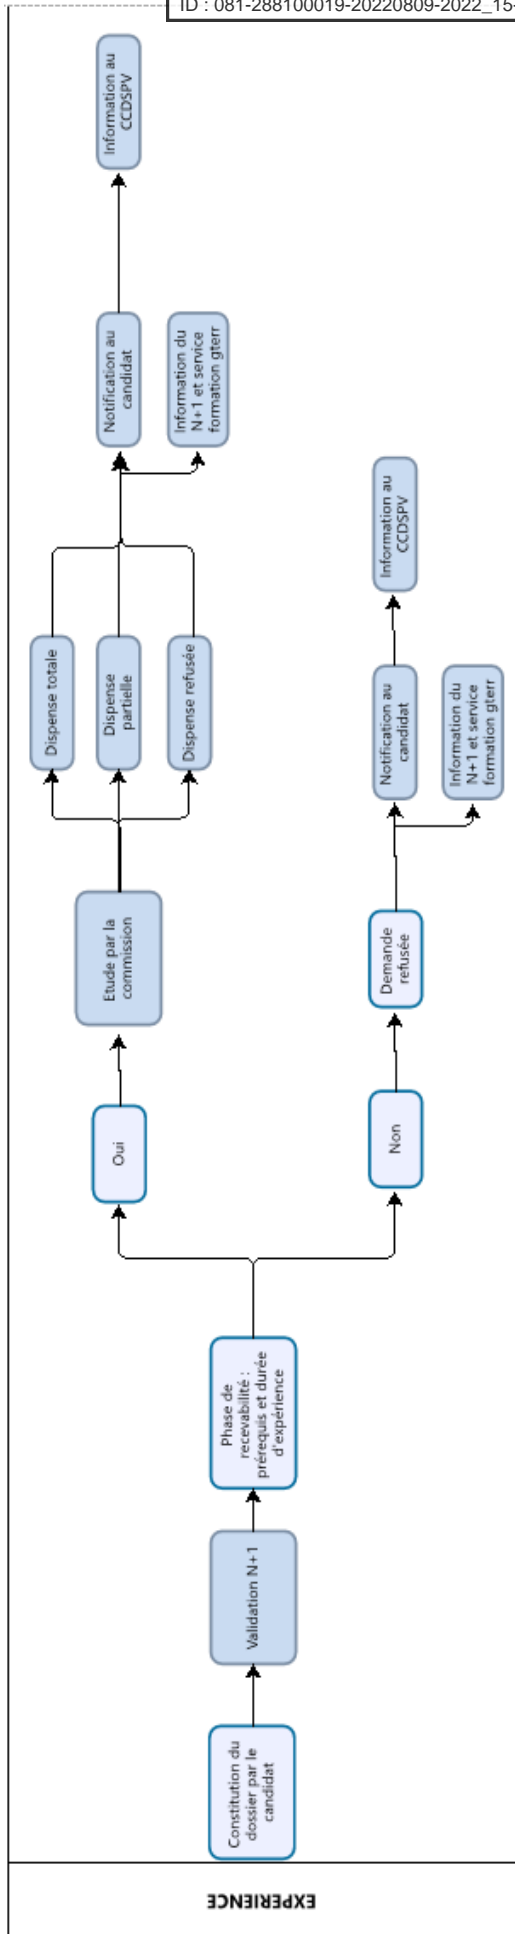 ID : 081-288100019-20220809-2022_15-
EXPERIENCE
Constitution du
dossier par le
candidat
Validation N+1
Phase de
recevabilité :
prérequis et durée
d'expérience
Oui
Etude par la
commission
Dispense totale
Dispense
partielle
Dispense refusée
Notification au
candidat
Information du
N+1 et service
formation gterr
Information au
CCDSPV
Non
Demande
refusée
Notification au
candidat
Information du
N+1 et service
formation gterr
Information au
CCDSPV